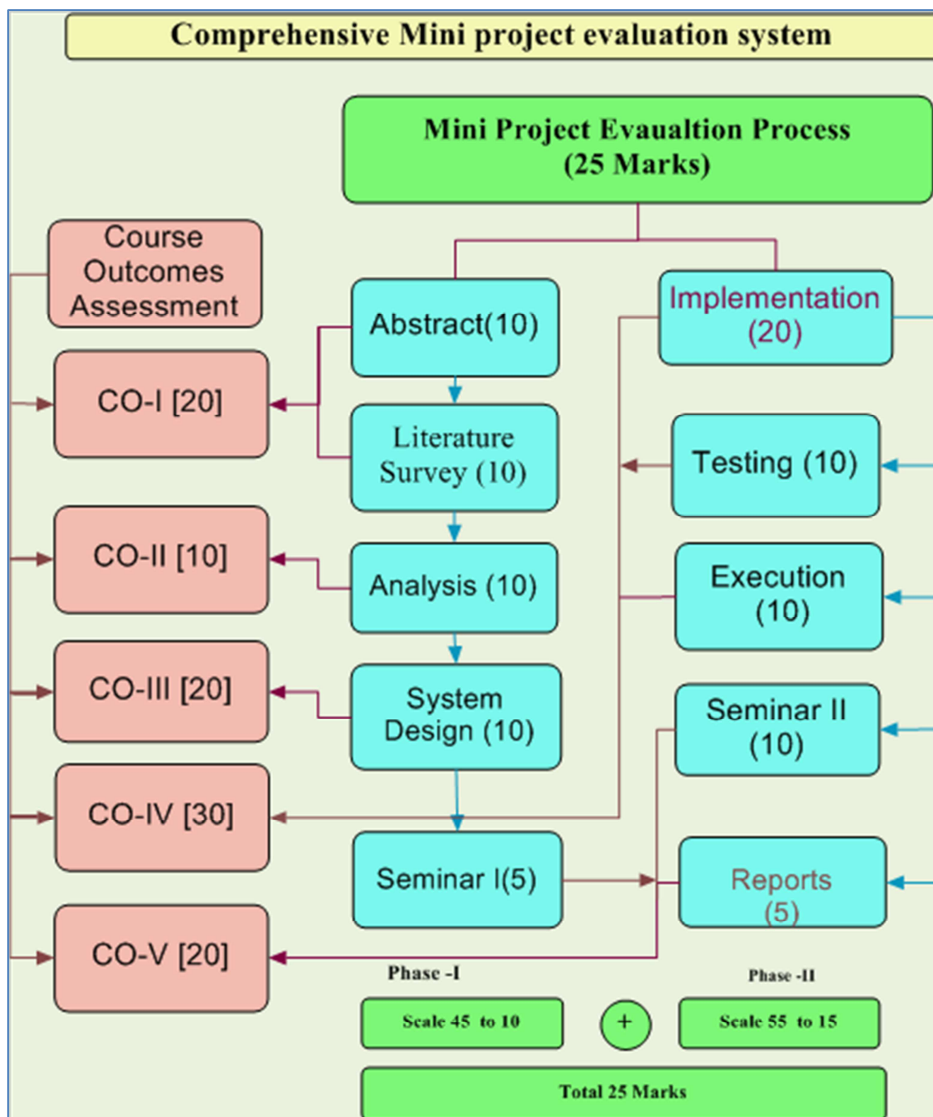 Comprehensive Mini project evaluation system
Mini Project Evaualtion Process
(25 Marks)
Course
Outcomes
Assessment
CO-I [20]
CO-II [10]
CO-III [20]
CO-IV [30]
CO-V [20]
Abstract(10)
Literature
Survey (10)
Analysis (10)
System
Design (10)
Seminar I(5)
Implementation
(20)
Testing (10)
Execution
(10)
Seminar II
(10)
Reports
(5)
Phase -I
Phase -II
Scale 45 to 10
+
Scale 55 to 15
Total 25 Marks